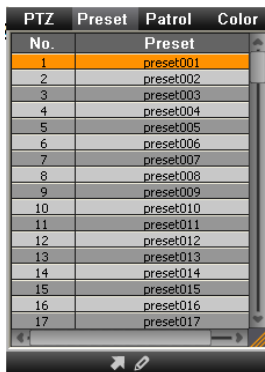 PTZ Preset Patrol Color
No. Preset
1 preset001
2 preset002
3 preset003
4 preset004
5 preset005
6 preset006
7 preset007
8 preset008
9 preset009
10 preset010
11 preset011
12 preset012
13 preset013
14 preset014
15 preset015
16 preset016
17 preset017